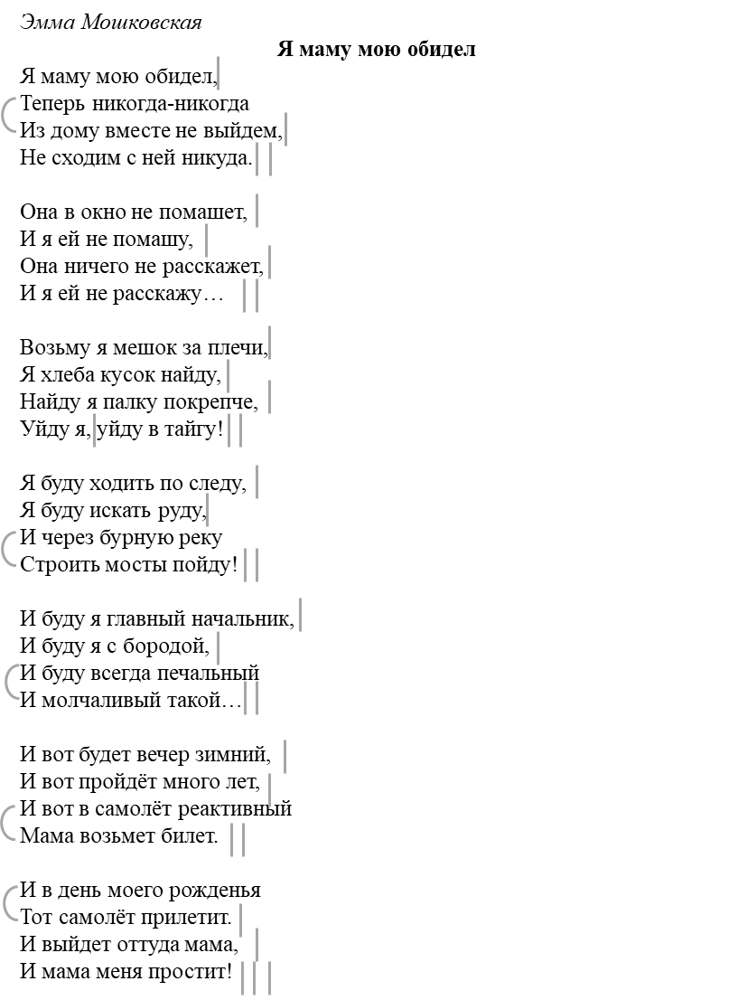 Эмма Мошковская
Я маму мою обидел
Я маму мою обидел,
Теперь никогда-никогда
Из дому вместе не выйдем,
Не сходим с ней никуда.
Она в окно не помашет,
И я ей не помашу,
Она ничего не расскажет,
И я ей не расскажу…
Возьму я мешок за плечи,
Я хлеба кусок найду,
Найду я палку покрепче,
Уйду я, уйду в тайгу!
Я буду ходить по следу,
Я буду искать руду,
И через бурную реку
Строить мосты пойду!
И буду я главный начальник,
И буду я с бородой,
И буду всегда печальный
И молчаливый такой…
И вот будет вечер зимний,
И вот пройдёт много лет,
И вот в самолёт реактивный
Мама возьмет билет.
И в день моего рожденья
Тот самолёт прилетит.
И выйдет оттуда мама,
И мама меня простит!